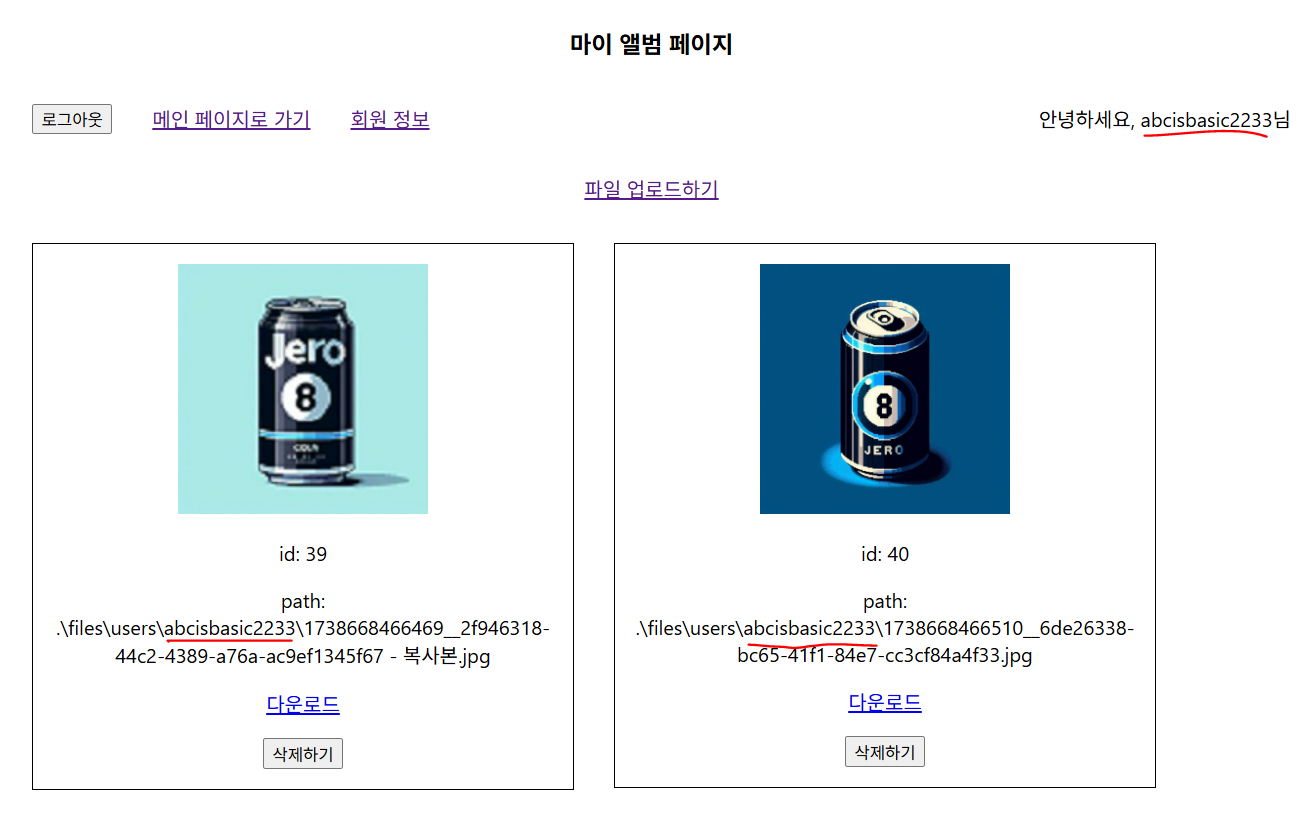 마이 앨범 페이지
로그아웃 메인 페이지로 가기 회원 정보 안녕하세요, abcisbasic2233님
파일 업로드하기
Jero
8
8
JERO
id: 39
path:
.\files\users\abcisbasic2233\1738668466469__2f946318-
44c2-4389-a76a-ac9ef1345f67 - 복사본.jpg
다운로드
삭제하기
id: 40
path:
.\files\users\abcisbasic2233\1738668466510__6de26338-
bc65-41f1-84e7-cc3cf84a4f33.jpg
다운로드
삭제하기